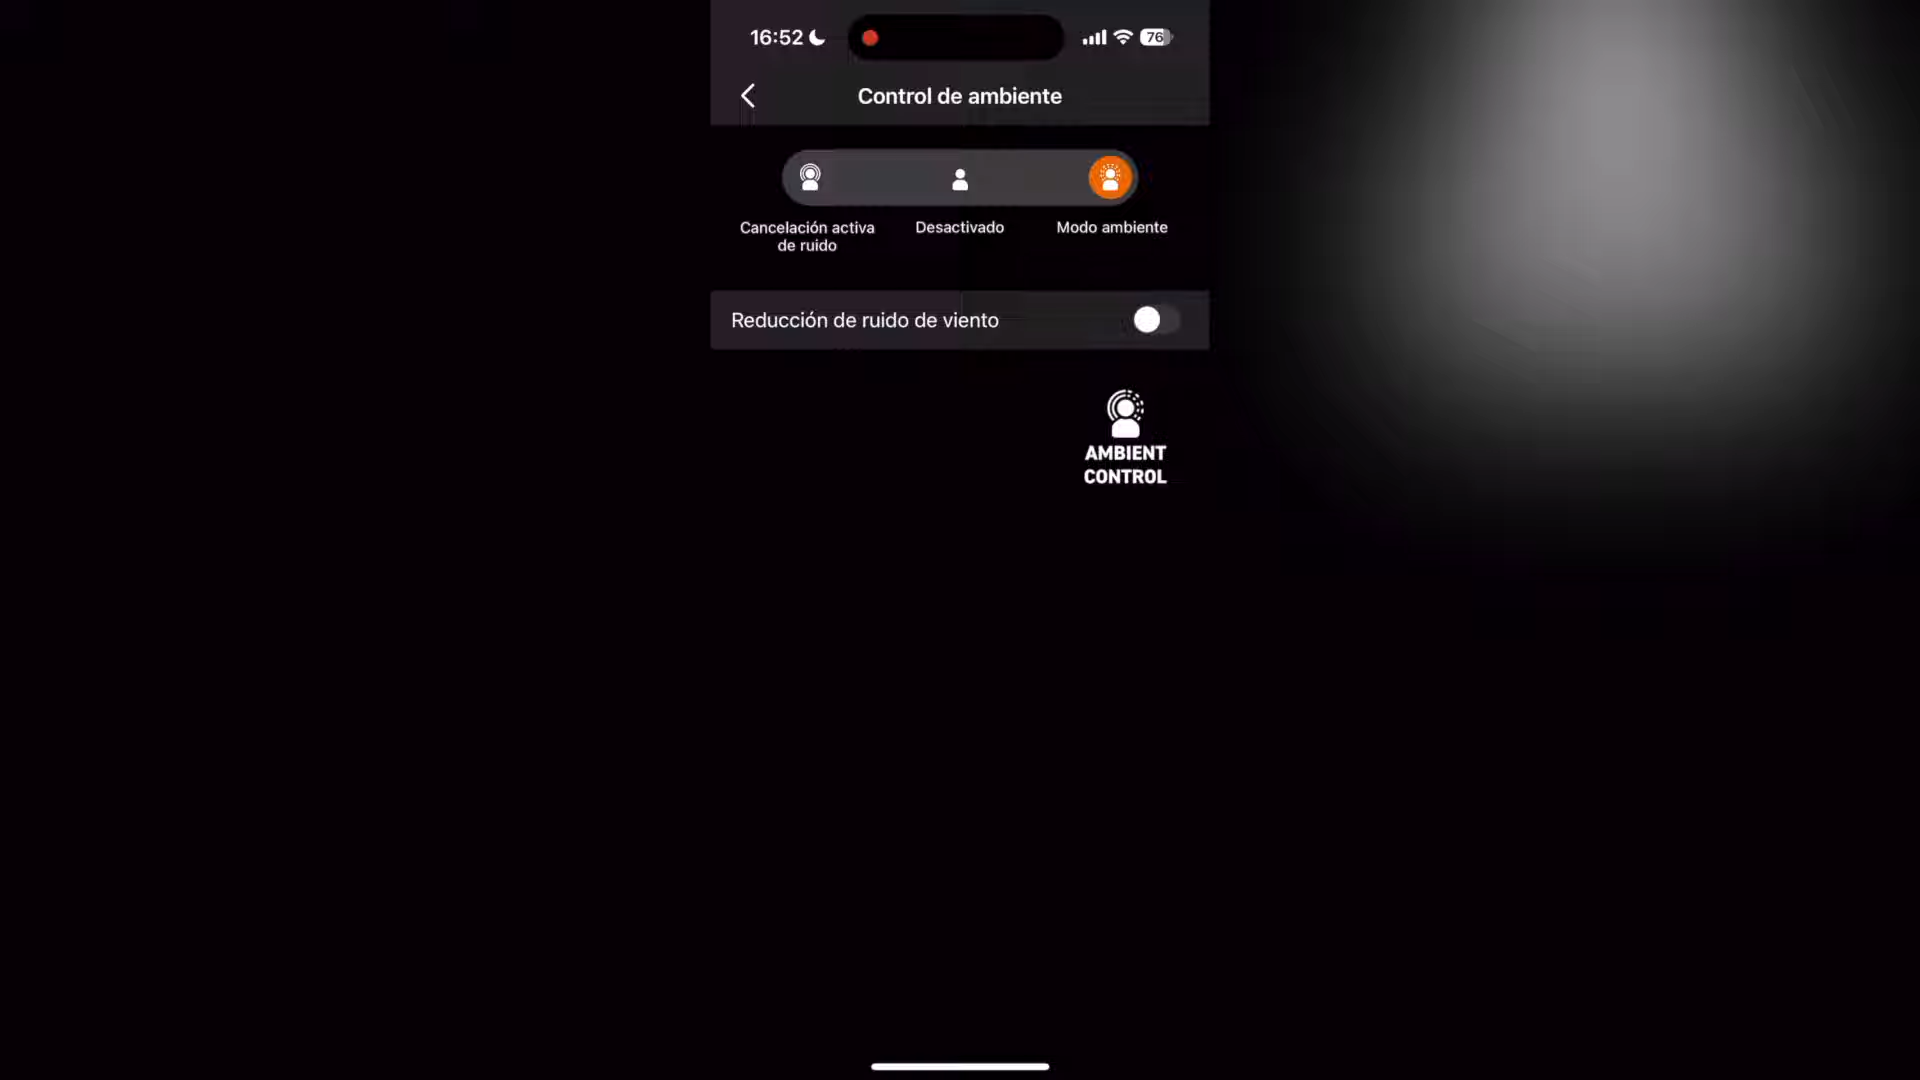 16:52
76
Control de ambiente
Cancelación activa
de ruido
Desactivado
Modo ambiente
Reducción de ruido de viento
AMBIENT
CONTROL